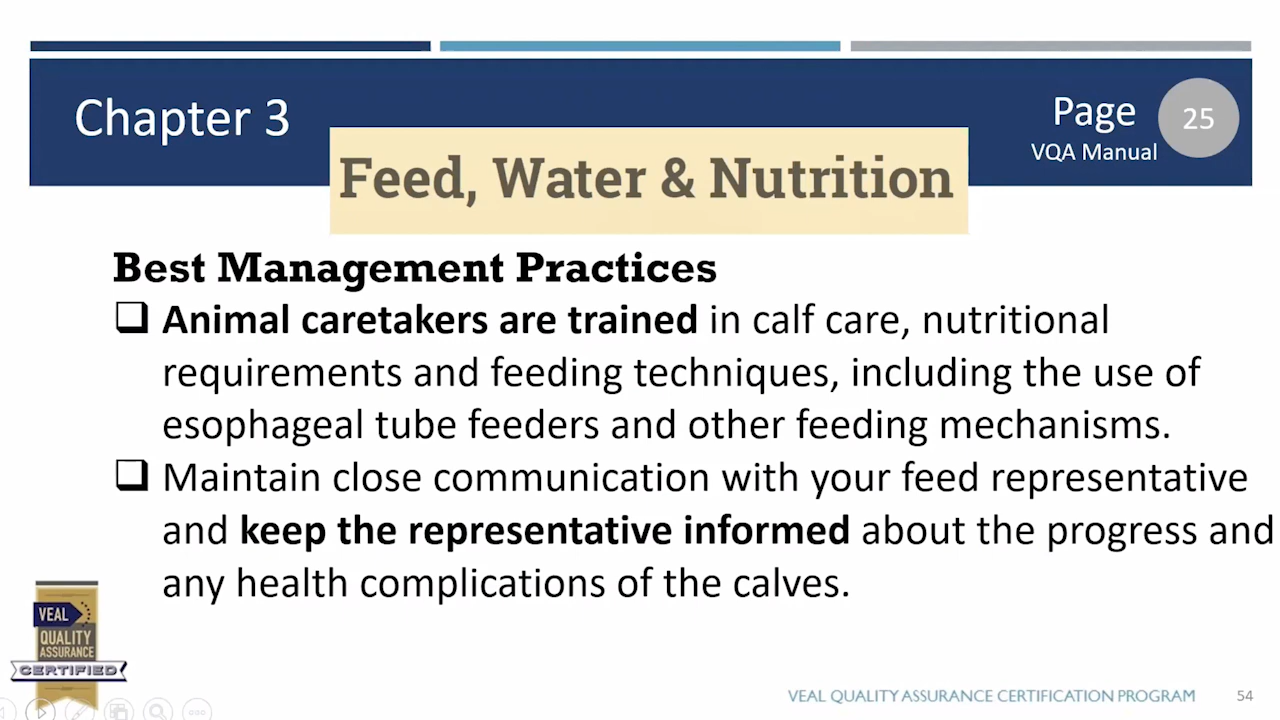 Chapter 3
Page
VQA Manual
25
Feed, Water & Nutrition
Best Management Practices
Animal caretakers are trained in calf care, nutritional
requirements and feeding techniques, including the use of
esophageal tube feeders and other feeding mechanisms.
Maintain close communication with your feed representative
and keep the representative informed about the progress and
any health complications of the calves.
VEAL
QUALITY
ASSURANCE
CERTIFIED
VEAL QUALITY ASSURANCE CERTIFICATION PROGRAM
54